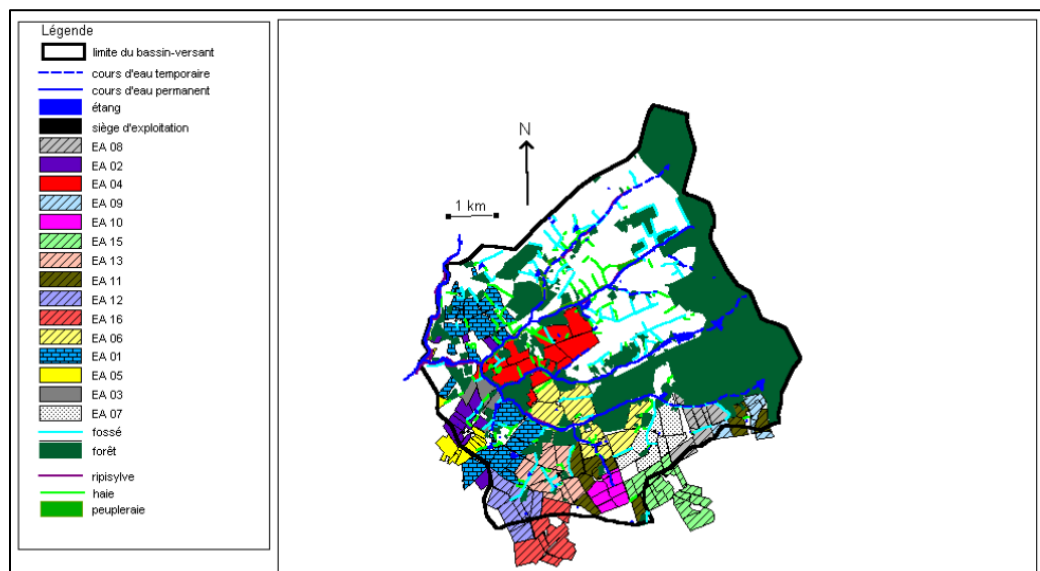 Légende
limite du bassin-versant
cours d'eau temporaire
cours d'eau permanent
étang
siège d'exploitation
EA 08
EA 02
EA 04
EA 09
EA 10
EA 15
EA 13
EA 11
EA 12
EA 16
EA 06
EA 01
EA 05
EA 03
EA 07
fossé
forêt
ripisylve
haie
peupleraie
N
1 km